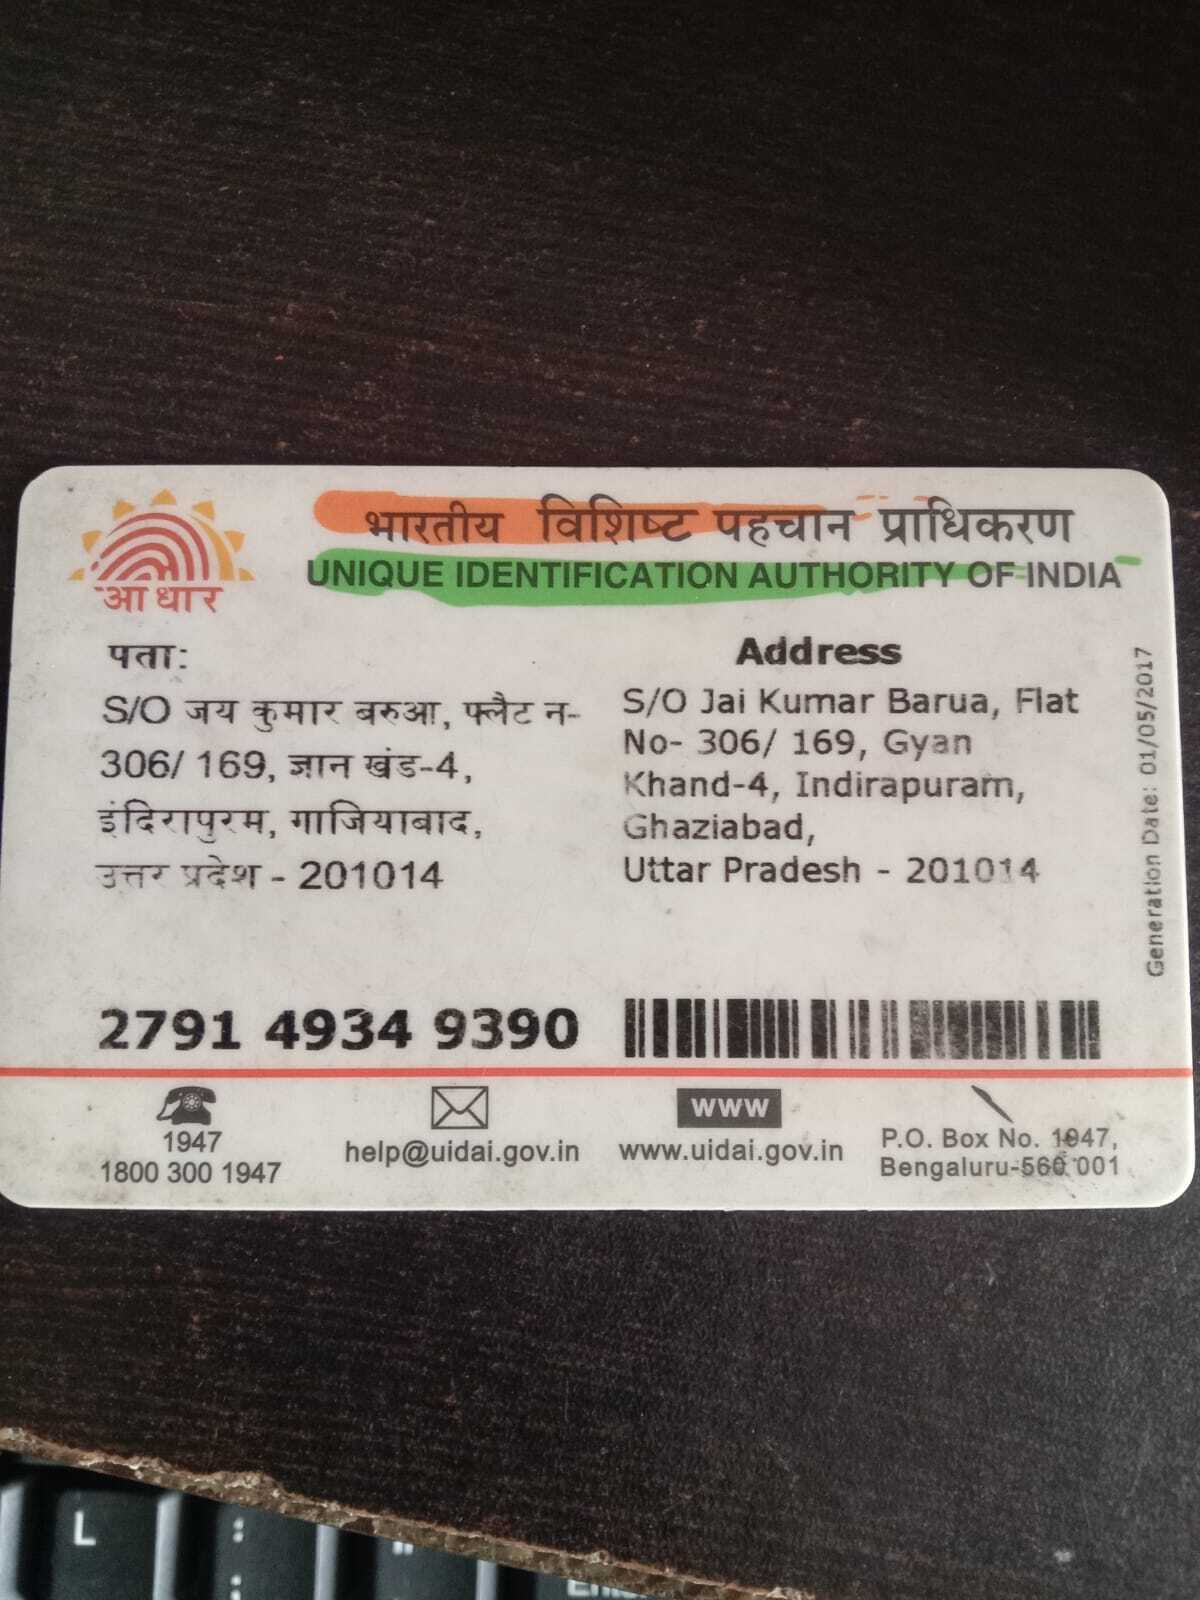 आधार
भारतीय विशिष्ट पहचान प्राधिकरण
UNIQUE IDENTIFICATION AUTHORITY OF INDIA
पता:
S/O जय कुमार बरुआ, फ्लैट न-
306/ 169, ज्ञान खंड-4,
इंदिरापुरम, गाजियाबाद,
उत्तर प्रदेश - 201014
Address
S/O Jai Kumar Barua, Flat
No- 306/ 169, Gyan
Khand-4, Indirapuram,
Ghaziabad,
Uttar Pradesh - 201014
Generation Date: 01/05/2017
2791 4934 9390
1947
1800 300 1947
help@uidai.gov.in
www
www.uidai.gov.in
P.O. Box No. 1947,
Bengaluru-560 001
L